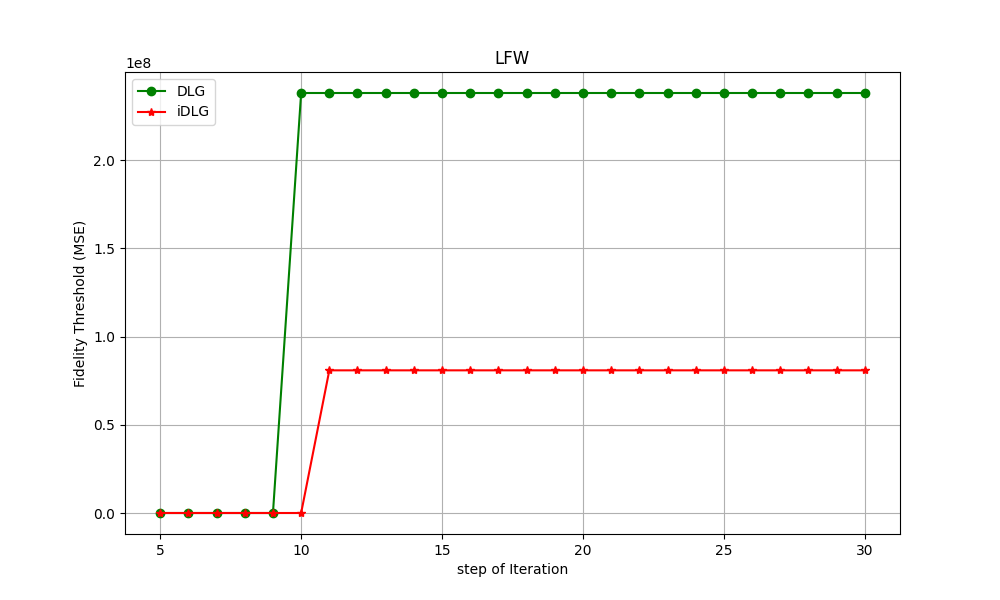 LFW
1e8
DLG
iDLG
2.0
1.5
1.0
0.5
0.0
Fidelity Threshold (MSE)
5 10 15 20 25 30
step of Iteration